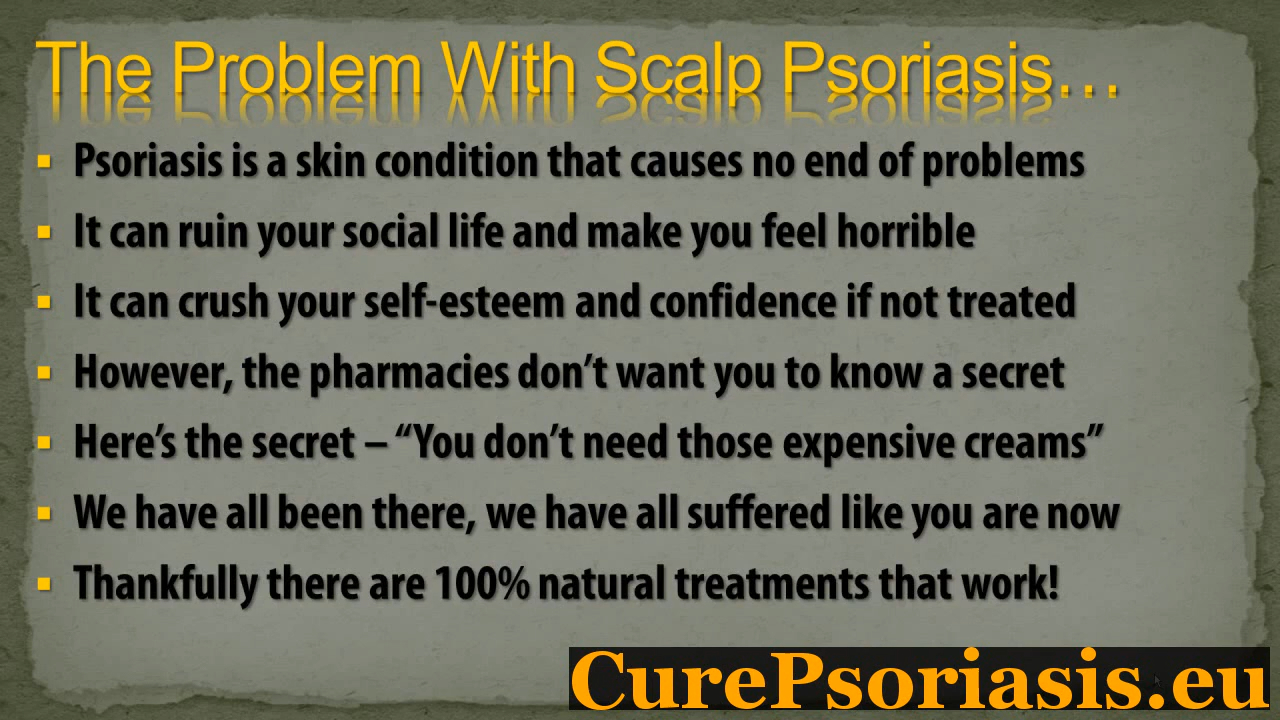 The Problem With Scalp Psoriasis…
▪ Psoriasis is a skin condition that causes no end of problems
▪ It can ruin your social life and make you feel horrible
▪ It can crush your self-esteem and confidence if not treated
▪ However, the pharmacies don’t want you to know a secret
▪ Here’s the secret – “You don’t need those expensive creams”
▪ We have all been there, we have all suffered like you are now
▪ Thankfully there are 100% natural treatments that work!
CurePsoriasis.eu